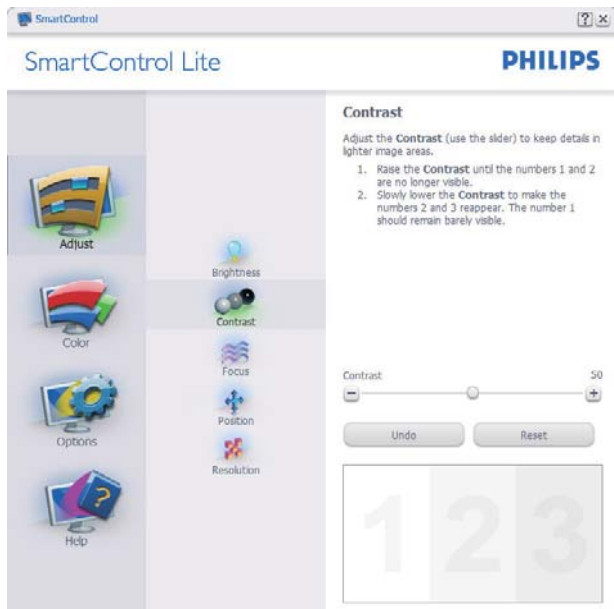 SmartControl
SmartControl Lite
PHILIPS
Adjust
Color
Options
Help
Brightness
Contrast
Focus
Position
Resolution
Contrast
Adjust the Contrast (use the slider) to keep details in
lighter image areas.
1. Raise the Contrast until the numbers 1 and 2
are no longer visible.
2. Slowly lower the Contrast to make the
numbers 2 and 3 reappear. The number 1
should remain barely visible.
Contrast 50
Undo Reset
1 2 3